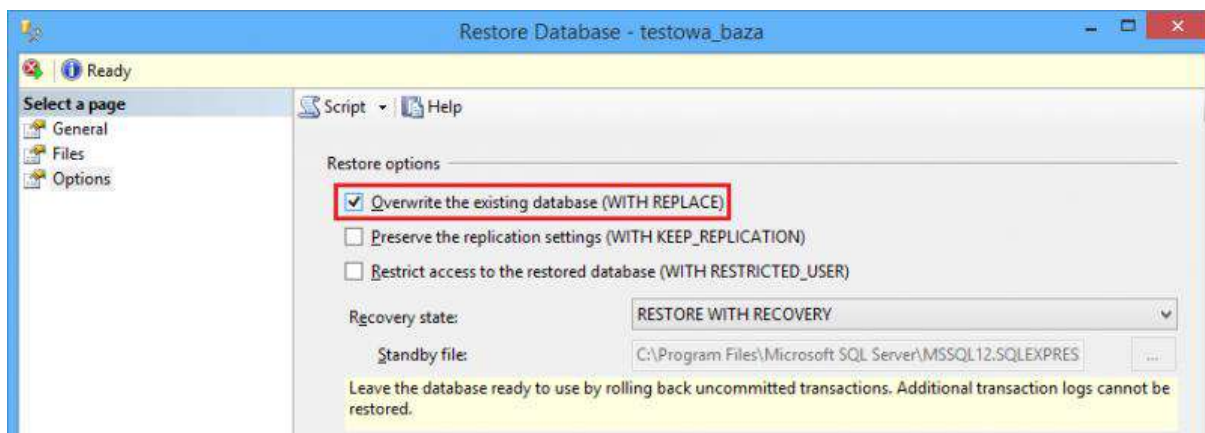 Restore Database - testowa_baza
Ready
Select a page
General
Files
Options
Script
Help
Restore options
Overwrite the existing database (WITH REPLACE)
Preserve the replication settings (WITH KEEP_REPLICATION)
Restrict access to the restored database (WITH RESTRICTED_USER)
Recovery state:
RESTORE WITH RECOVERY
Standby file:
C:\Program Files\Microsoft SQL Server\MSSQL12.SQLEXPRES
...
Leave the database ready to use by rolling back uncommitted transactions. Additional transaction logs cannot be
restored.